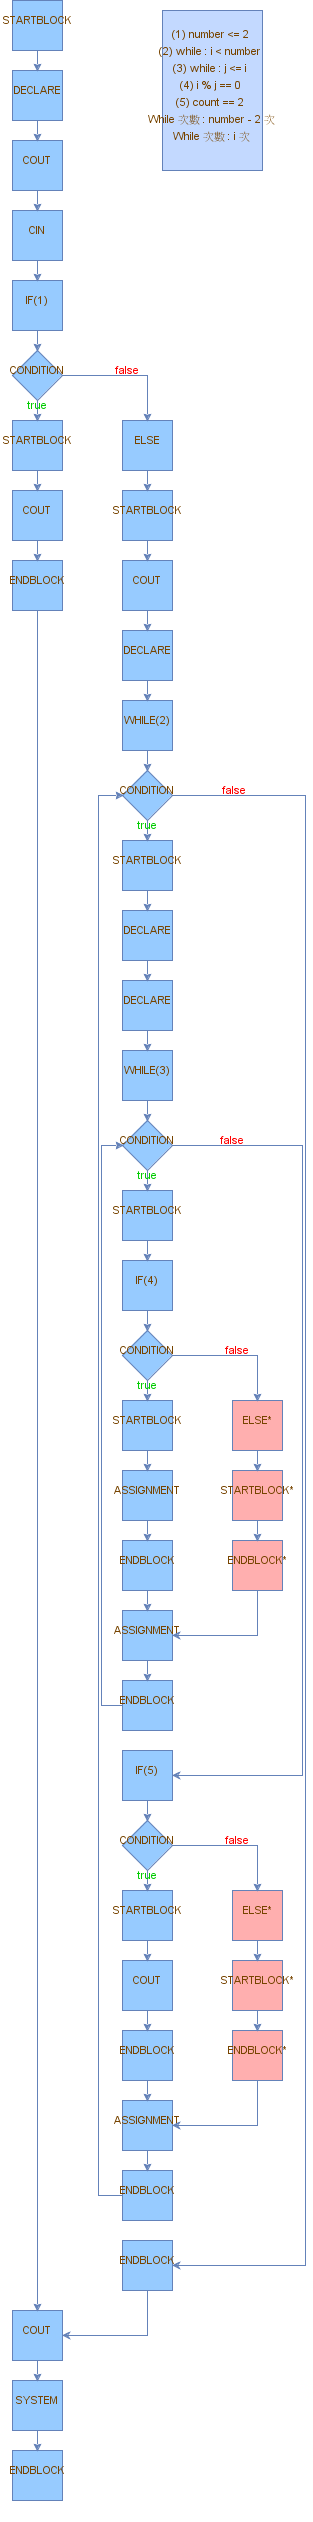 STARTBLOCK
(1) number <= 2
(2) while : i < number
(3) while : j <= i
(4) i % j == 0
(5) count == 2
While 次數 : number - 2 次
While 次數 : i 次
DECLARE
COUT
CIN
IF(1)
CONDITION
false
true
STARTBLOCK
ELSE
COUT
STARTBLOCK
ENDBLOCK
COUT
DECLARE
WHILE(2)
CONDITION
false
true
STARTBLOCK
DECLARE
DECLARE
WHILE(3)
CONDITION
false
true
STARTBLOCK
IF(4)
CONDITION
false
true
STARTBLOCK
ELSE*
ASSIGNMENT
STARTBLOCK*
ENDBLOCK
ENDBLOCK*
ASSIGNMENT
ENDBLOCK
IF(5)
CONDITION
false
true
STARTBLOCK
ELSE*
COUT
STARTBLOCK*
ENDBLOCK
ENDBLOCK*
ASSIGNMENT
ENDBLOCK
ENDBLOCK
COUT
SYSTEM
ENDBLOCK